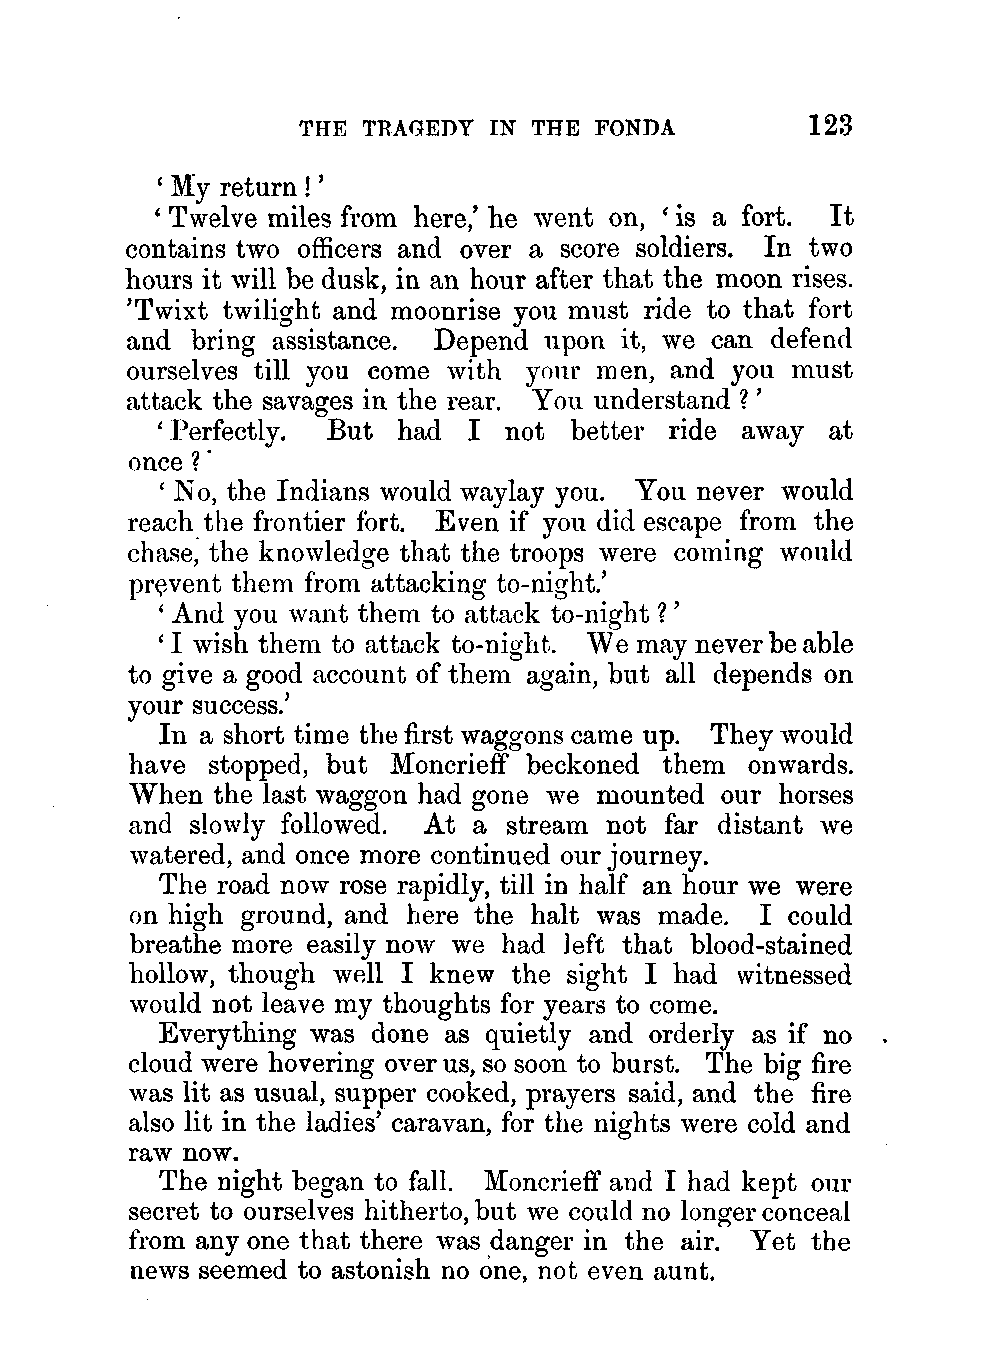 THE TRAGEDY IN THE FONDA 123
‘My return!’
‘Twelve miles from here,’ he went on, ‘is a fort. It
contains two officers and over a score soldiers. In two
hours it will be dusk, in an hour after that the moon rises.
’Twixt twilight and moonrise you must ride to that fort
and bring assistance. Depend upon it, we can defend
ourselves till you come with your men, and you must
attack the savages in the rear. You understand?’
‘Perfectly. But had I not better ride away at
once?’
‘No, the Indians would waylay you. You never would
reach the frontier fort. Even if you did escape from the
chase, the knowledge that the troops were coming would
prevent them from attacking to-night.’
‘And you want them to attack to-night?’
‘I wish them to attack to-night. We may never be able
to give a good account of them again, but all depends on
your success.’
In a short time the first waggons came up. They would
have stopped, but Moncrieff beckoned them onwards.
When the last waggon had gone we mounted our horses
and slowly followed. At a stream not far distant we
watered, and once more continued our journey.
The road now rose rapidly, till in half an hour we were
on high ground, and here the halt was made. I could
breathe more easily now we had left that blood-stained
hollow, though well I knew the sight I had witnessed
would not leave my thoughts for years to come.
Everything was done as quietly and orderly as if no
cloud were hovering over us, so soon to burst. The big fire
was lit as usual, supper cooked, prayers said, and the fire
also lit in the ladies’ caravan, for the nights were cold and
raw now.
The night began to fall. Moncrieff and I had kept our
secret to ourselves hitherto, but we could no longer conceal
from any one that there was danger in the air. Yet the
news seemed to astonish no one, not even aunt.